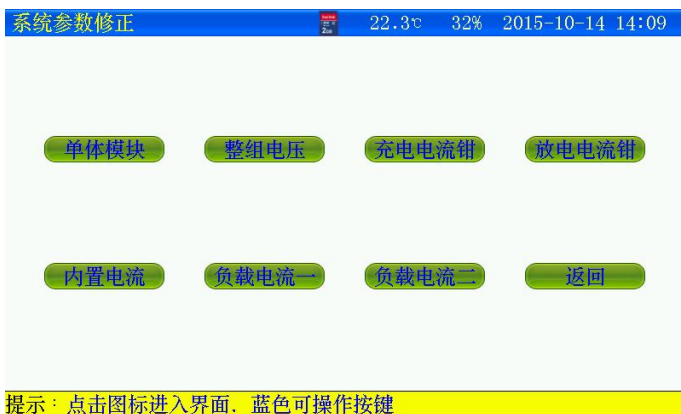 系统参数修正 22.3℃ 32% 2015-10-14 14:09
单体模块 整组电压 充电电流钳 放电电流钳
内置电流 负载电流一 负载电流二 返回
提示：点击图标进入界面．蓝色可操作按键